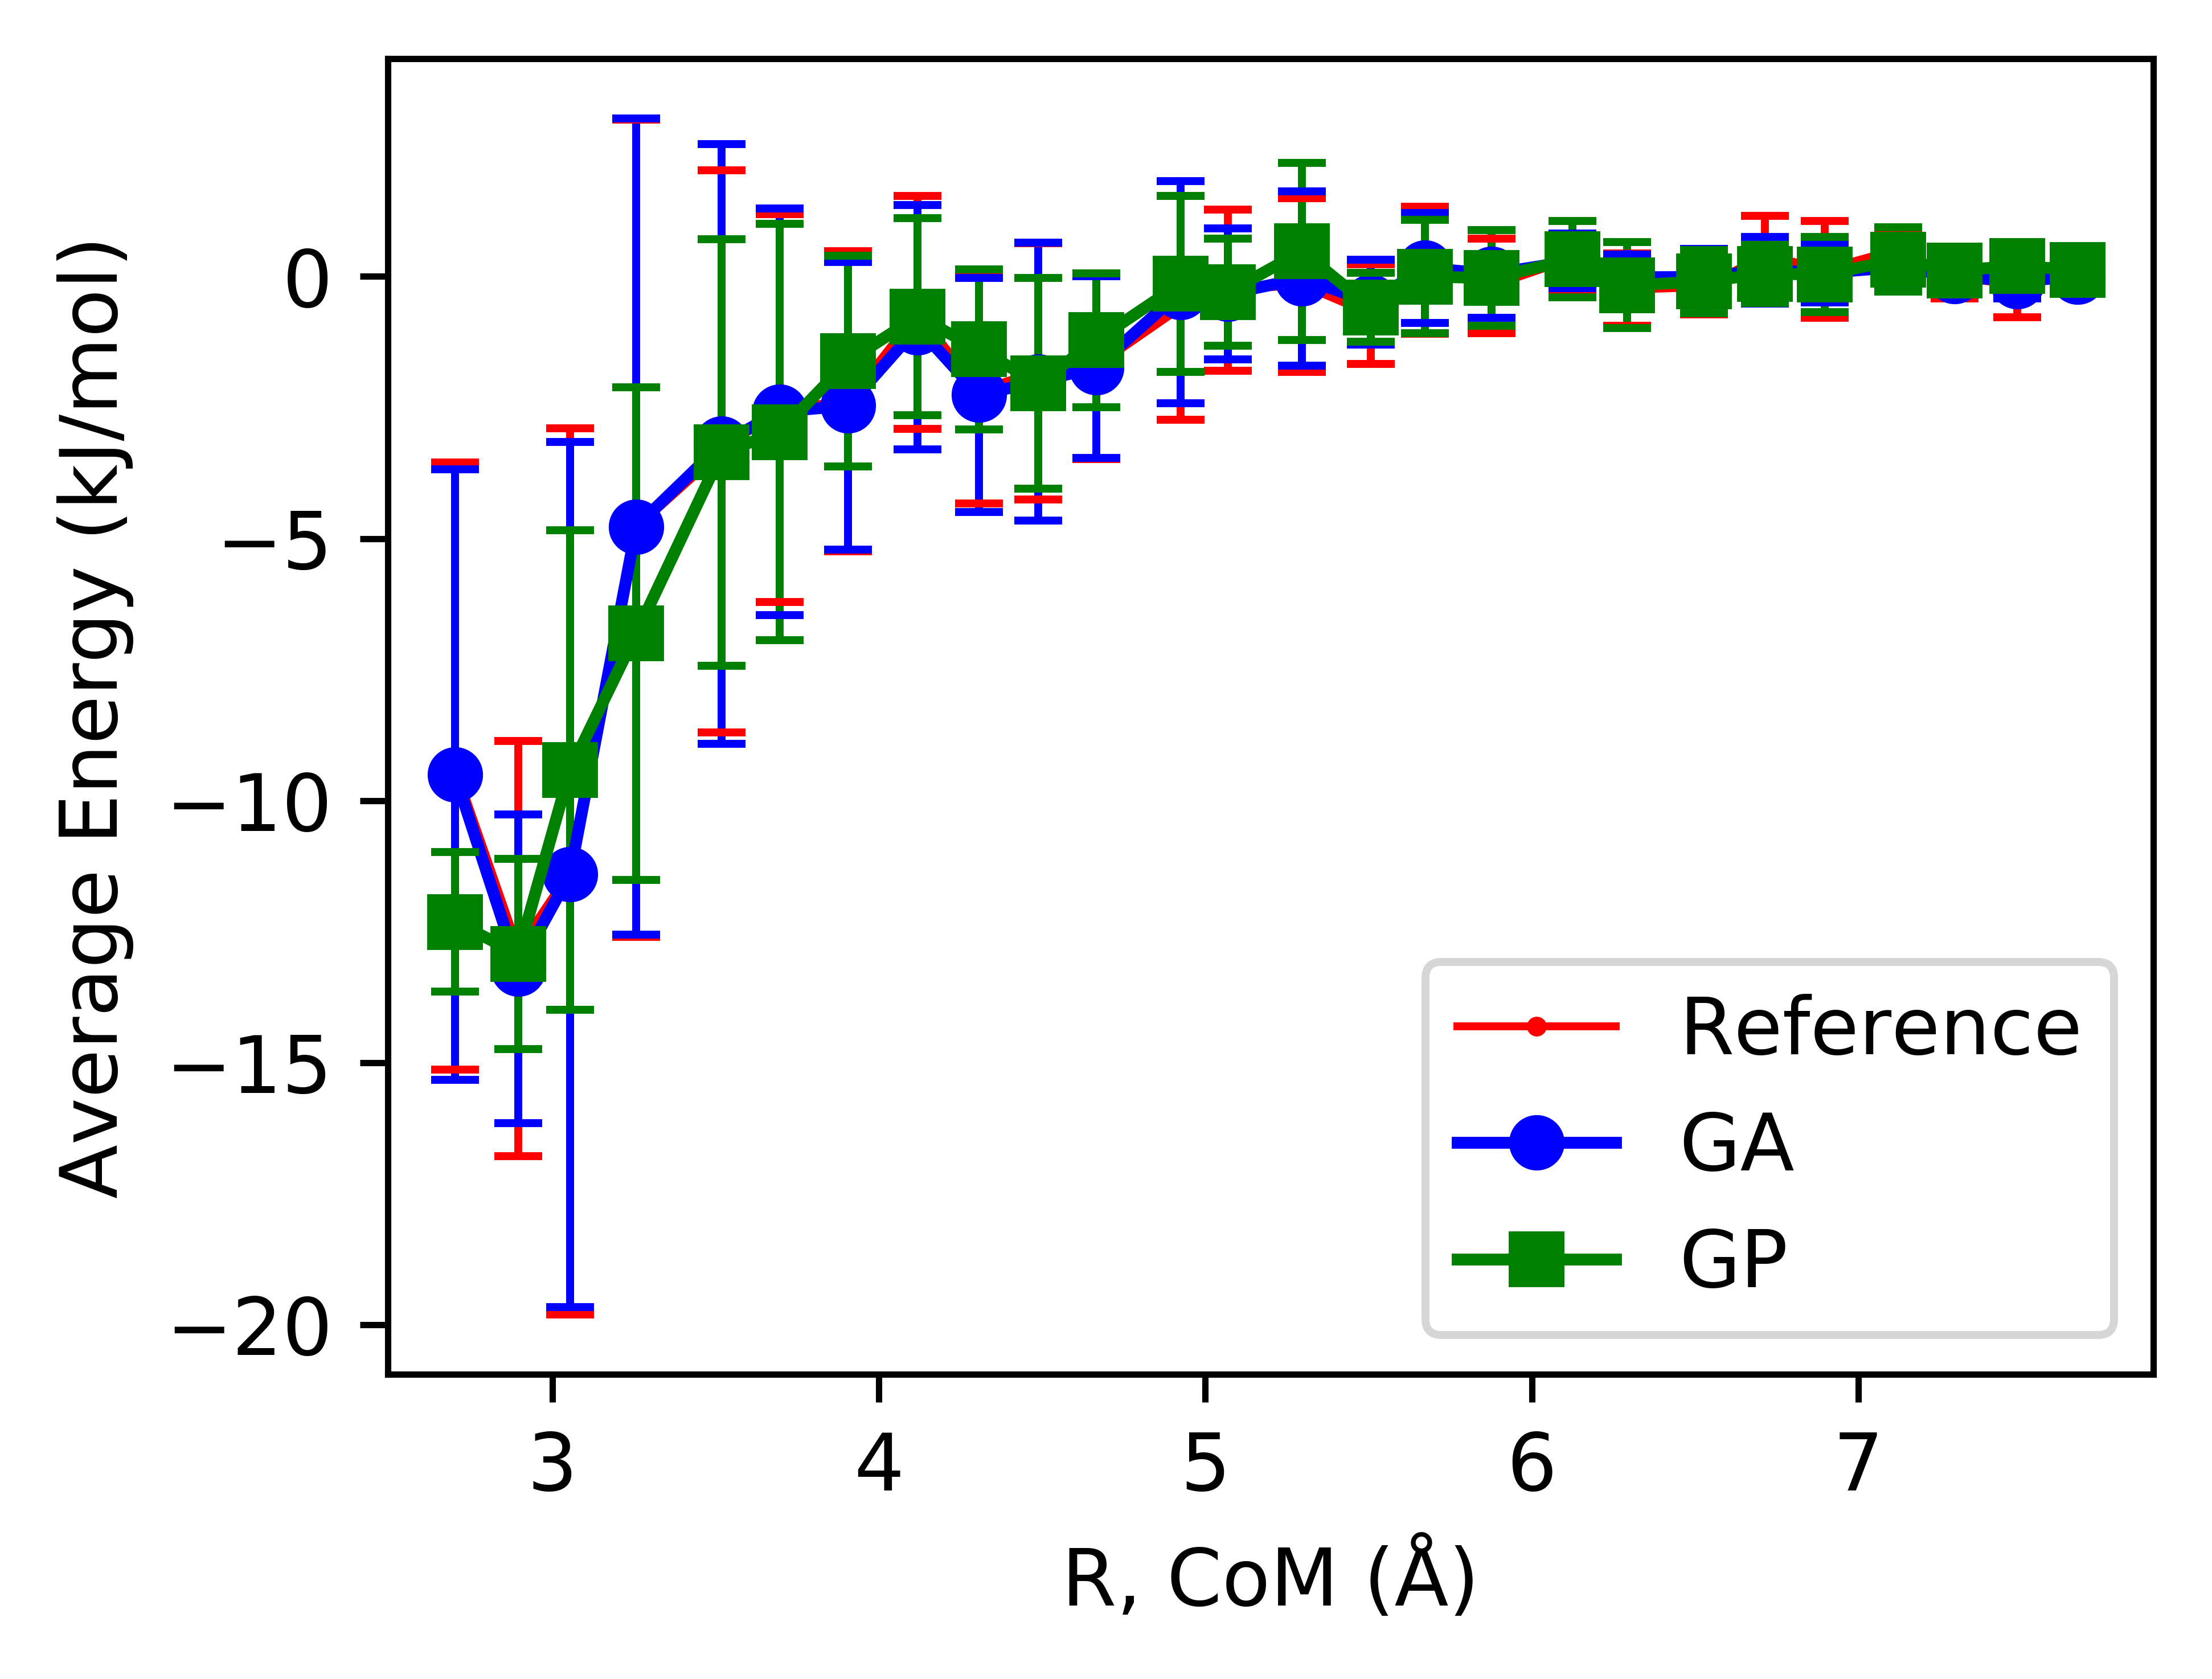 Average Energy (kJ/mol)
0
−5
−10
−15
−20
Reference
GA
GP
3 4 5 6 7
R, CoM (Å)